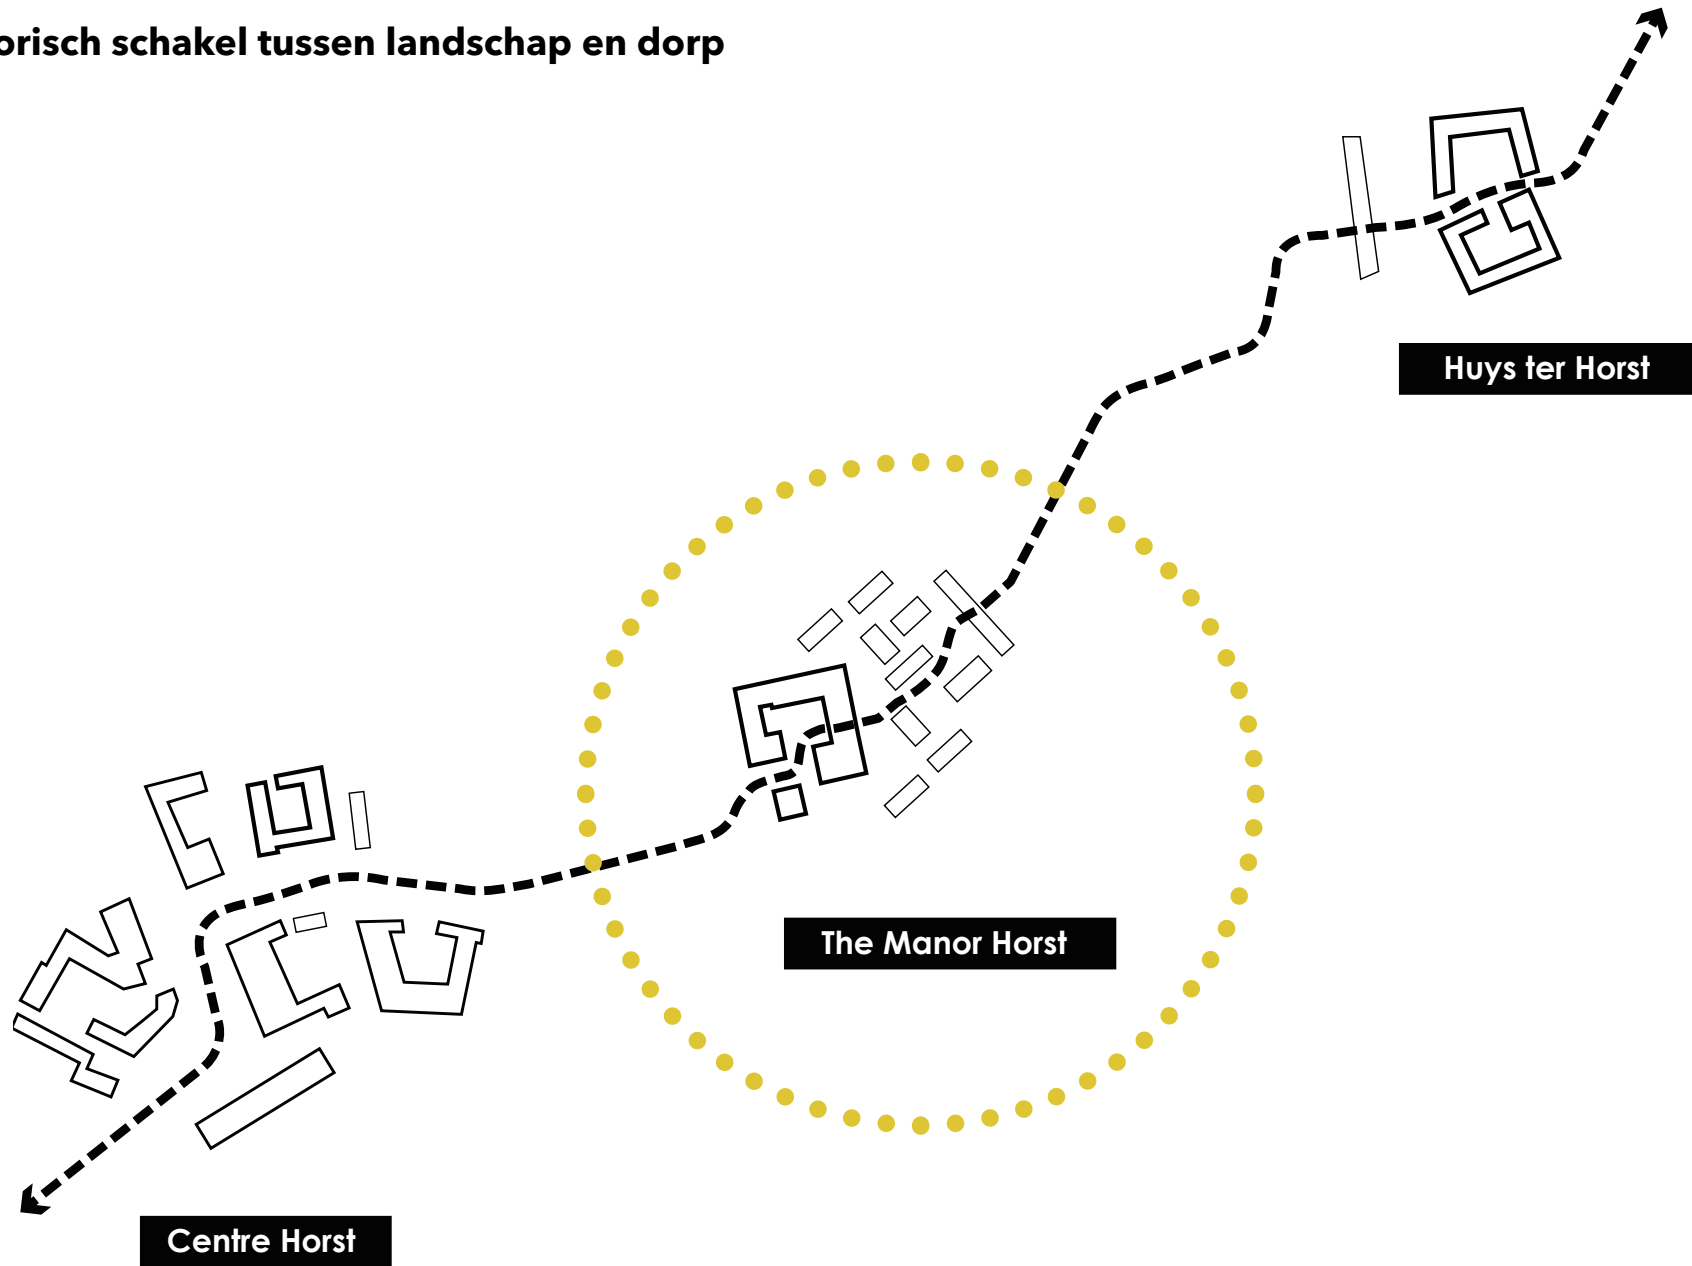 orisch schakel tussen landschap en dorp
Huys ter Horst
The Manor Horst
Centre Horst